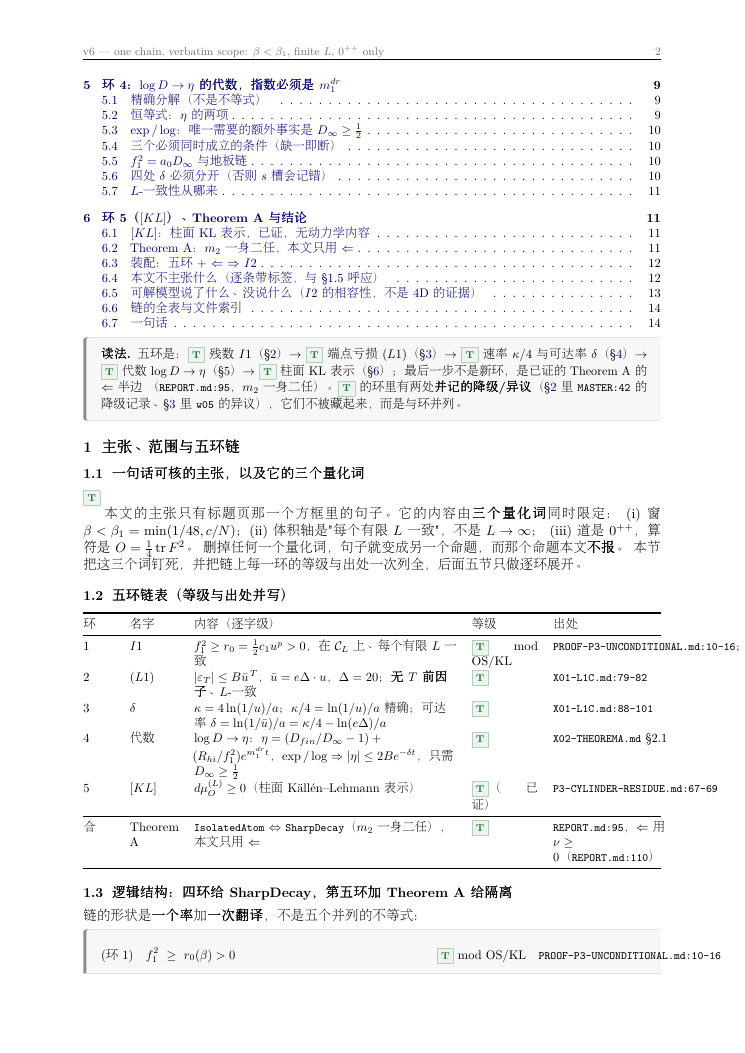 v6 — one chain, verbatim scope: β < β₁, finite L, 0⁺⁺ only 2
5 环 4：log D → η 的代数，指数必须是 m₁^{dr} 9
5.1 精确分解（不是不等式） 9
5.2 恒等式：η 的两项 9
5.3 exp / log：唯一需要的额外事实是 D_∞ ≥ ½ 10
5.4 三个必须同时成立的条件（缺一即断） 10
5.5 f₁² = a₀D_∞ 与地板链 10
5.6 四处 δ 必须分开（否则 s 槽会记错） 10
5.7 L-一致性从哪来 11
6 环 5（[KL]）、Theorem A 与结论 11
6.1 [KL]：柱面 KL 表示，已证，无动力学内容 11
6.2 Theorem A：m₂ 一身二任，本文只用 ⇐ 11
6.3 装配：五环 + ⇐ ⇒ I2 12
6.4 本文不主张什么（逐条带标签，与 §1.5 呼应） 12
6.5 可解模型说了什么、没说什么（I2 的相容性，不是 4D 的证据） 13
6.6 链的全表与文件索引 14
6.7 一句话 14
读法. 五环是： T 残数 I1（§2）→ T 端点亏损 (L1)（§3）→ T 速率 κ/4 与可达率 δ（§4）→
T 代数 log D → η（§5）→ T 柱面 KL 表示（§6）；最后一步不是新环，是已证的 Theorem A 的
⇐ 半边 （REPORT.md:95，m₂ 一身二任）。 T 的环里有两处并记的降级/异议（§2 里 MASTER:42 的
降级记录、§3 里 w05 的异议），它们不被藏起来，而是与环并列。
1 主张、范围与五环链
1.1 一句话可核的主张，以及它的三个量化词
T
本文的主张只有标题页那一个方框里的句子。它的内容由三个量化词同时限定： (i) 窗
β < β₁ = min(1/48, c/N)；(ii) 体积轴是"每个有限 L 一致"，不是 L → ∞； (iii) 道是 0⁺⁺，算
符是 O = ¼ tr F²。 删掉任何一个量化词，句子就变成另一个命题，而那个命题本文不报。 本节
把这三个词钉死，并把链上每一环的等级与出处一次列全，后面五节只做逐环展开。
1.2 五环链表（等级与出处并写）
环 名字 内容（逐字级） 等级 出处
1 I1 f₁² ≥ r₀ = ½c₁u^p > 0，在 𝒞_L 上、每个有限 L 一 T mod PROOF-P3-UNCONDITIONAL.md:10-16;
致 OS/KL
2 (L1) |ε_T| ≤ Bū^T， ū = eΔ · u，Δ = 20；无 T 前因 T X01-L1C.md:79-82
子、L-一致
3 δ κ = 4 ln(1/u)/a；κ/4 = ln(1/u)/a 精确；可达 T X01-L1C.md:88-101
率 δ = ln(1/ū)/a = κ/4 − ln(eΔ)/a
4 代数 log D → η：η = (D_{fin}/D_∞ − 1) + T X02-THEOREMA.md §2.1
(R_{hi}/f₁²)e^{m₁^{dr}t}，exp / log ⇒ |η| ≤ 2Be^{−δt}，只需
D_∞ ≥ ½
5 [KL] dμ_O^{(L)} ≥ 0（柱面 Källén–Lehmann 表示） T （ 已 P3-CYLINDER-RESIDUE.md:67-69
证）
合 Theorem IsolatedAtom ⇔ SharpDecay（m₂ 一身二任）， T REPORT.md:95，⇐ 用
A 本文只用 ⇐ ν ≥
0（REPORT.md:110）
1.3 逻辑结构：四环给 SharpDecay，第五环加 Theorem A 给隔离
链的形状是一个率加一次翻译，不是五个并列的不等式：
(环 1) f₁² ≥ r₀(β) > 0 T mod OS/KL PROOF-P3-UNCONDITIONAL.md:10-16